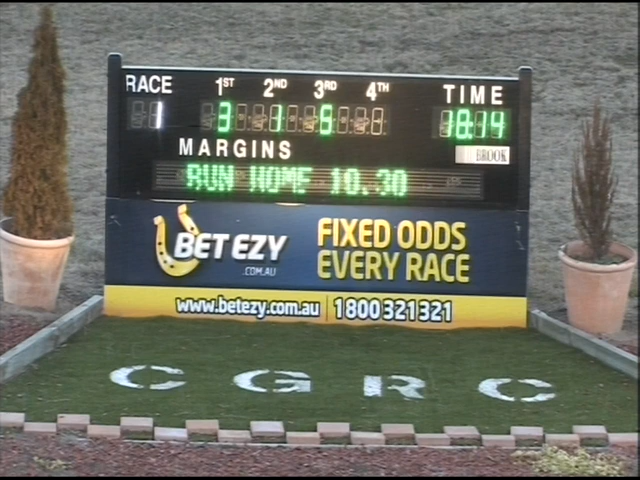 RACE 1ST 2ND 3RD 4TH TIME
1 3 1 5 18:14
MARGINS BROOK
RUN HOME 10.30
BET EZY
.COM.AU
FIXED ODDS
EVERY RACE
www.betezy.com.au 1800 321 321
C G R C